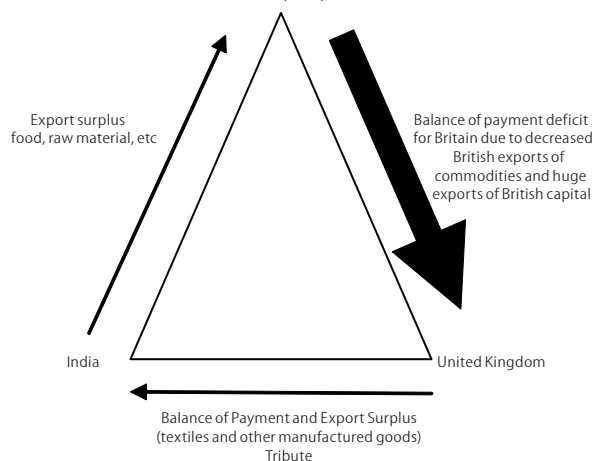 Export surplus
food, raw material, etc
Balance of payment deficit
for Britain due to decreased
British exports of
commodities and huge
exports of British capital
India
United Kingdom
Balance of Payment and Export Surplus
(textiles and other manufactured goods)
Tribute